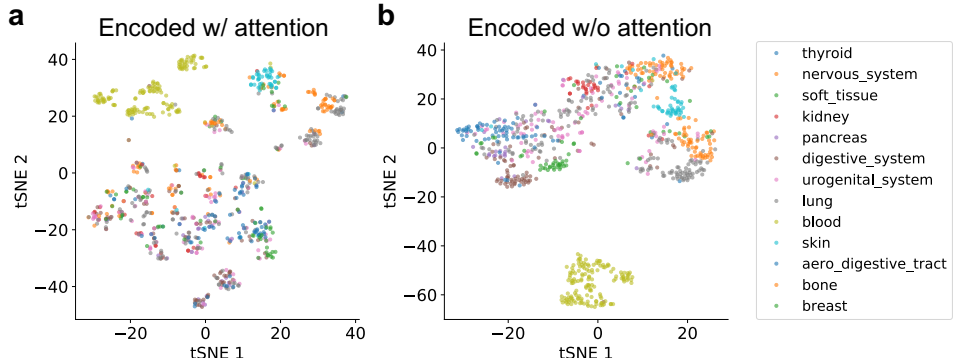 a
Encoded w/ attention
40
20
0
−20
−40
tSNE 2
−20
0
20
40
tSNE 1
b
Encoded w/o attention
40
20
0
−20
−40
−60
tSNE 2
−20
0
20
tSNE 1
thyroid
nervous_system
soft_tissue
kidney
pancreas
digestive_system
urogenital_system
lung
blood
skin
aero_digestive_tract
bone
breast